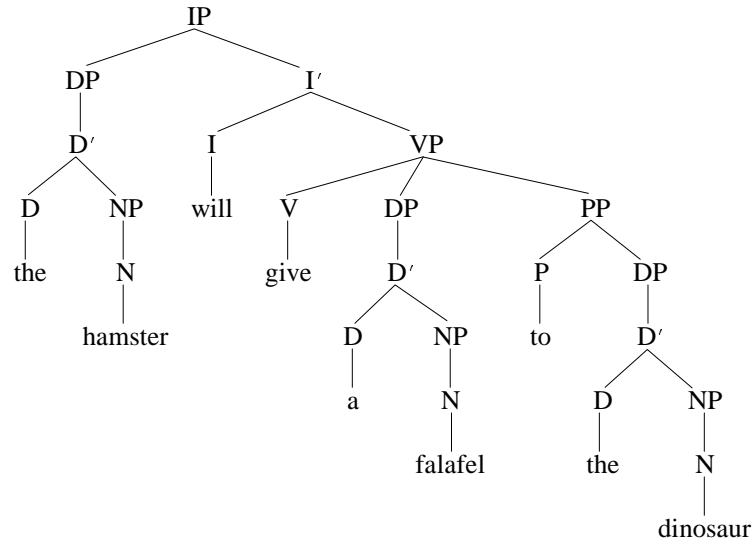 IP
DP I′
D′ I VP
D NP will V DP PP
the N give D′ P DP
hamster D NP to D′
a N D NP
falafel the N
dinosaur